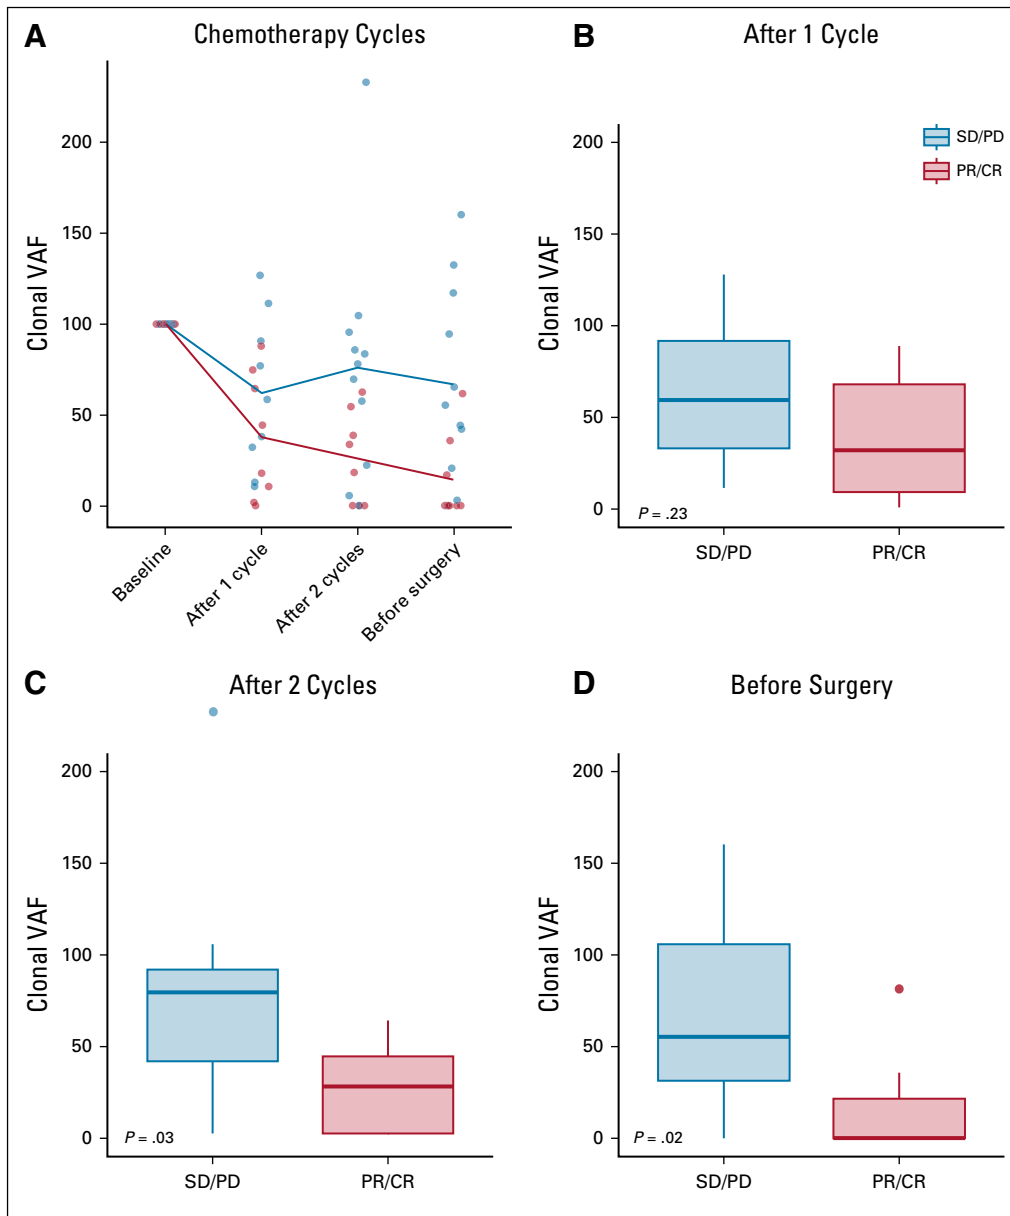 A
Chemotherapy Cycles
Clonal VAF
200
150
100
50
0
Baseline
After 1 cycle
After 2 cycles
Before surgery
B
After 1 Cycle
SD/PD
PR/CR
Clonal VAF
200
150
100
50
0
P = .23
SD/PD
PR/CR
C
After 2 Cycles
Clonal VAF
200
150
100
50
0
P = .03
SD/PD
PR/CR
D
Before Surgery
Clonal VAF
200
150
100
50
0
P = .02
SD/PD
PR/CR